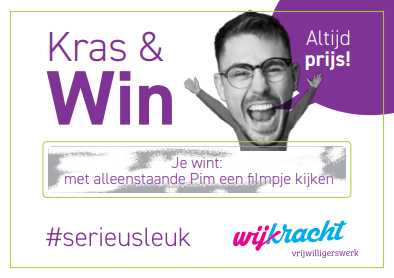 Kras &
Win
Altijd
prijs!
Je wint:
met alleenstaande Pim een filmpje kijken
#serieusleuk
wijkracht
vrijwilligerswerk